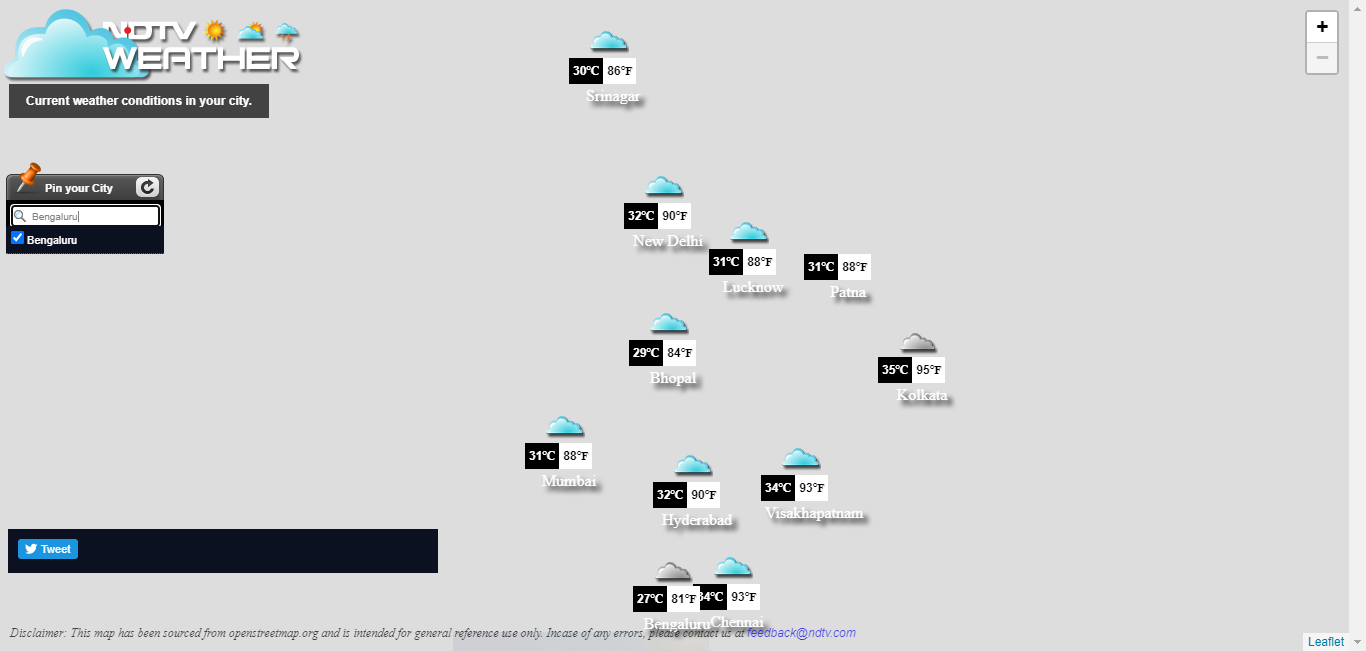 NDTV
WEATHER
Current weather conditions in your city.
Pin your City
Bengaluru
Bengaluru
+
−
30°C 86°F
Srinagar
32°C 90°F
New Delhi
31°C 88°F
Lucknow
31°C 88°F
Patna
29°C 84°F
Bhopal
35°C 95°F
Kolkata
31°C 88°F
Mumbai
32°C 90°F
Hyderabad
34°C 93°F
Visakhapatnam
Tweet
27°C 81°F
Bengaluru
34°C 93°F
Chennai
Disclaimer: This map has been sourced from openstreetmap.org and is intended for general reference use only. Incase of any errors, please contact us at feedback@ndtv.com
Leaflet